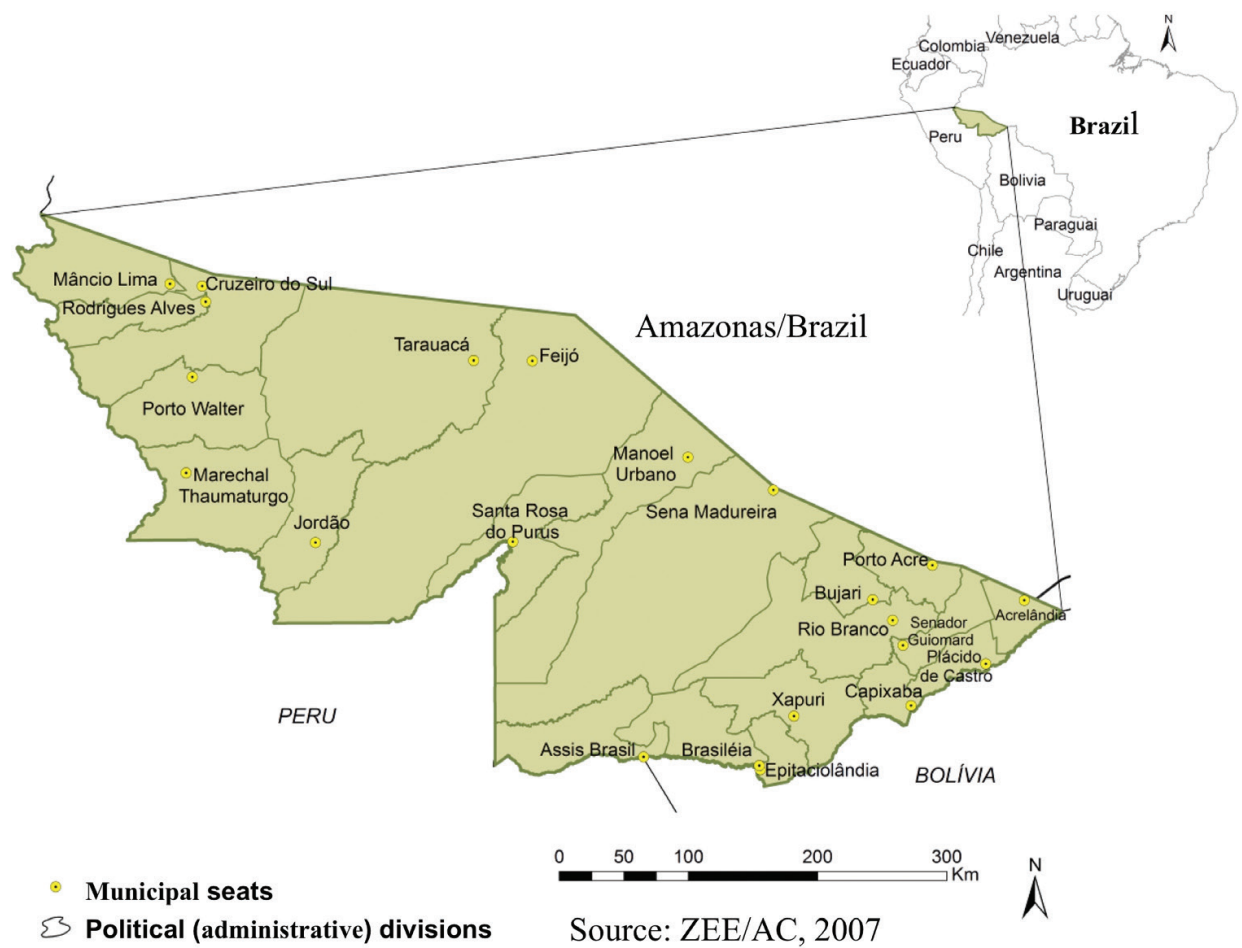 N
Venezuela
Colombia
Ecuador
Brazil
Peru
Bolivia
Paraguai
Chile
Argentina
Uruguai
Mâncio Lima
Cruzeiro do Sul
Rodrigues Alves
Amazonas/Brazil
Tarauacá
Feijó
Porto Walter
Manoel
Urbano
Marechal
Thaumaturgo
Santa Rosa
do Purus
Sena Madureira
Jordão
Porto Acre
Bujari
Acrelândia
Rio Branco
Senador
Guiomard
Plácido
de Castro
Capixaba
Xapuri
PERU
Assis Brasil
Brasiléia
Epitaciolândia
BOLÍVIA
0 50 100 200 300
Km
N
Municipal seats
Political (administrative) divisions
Source: ZEE/AC, 2007